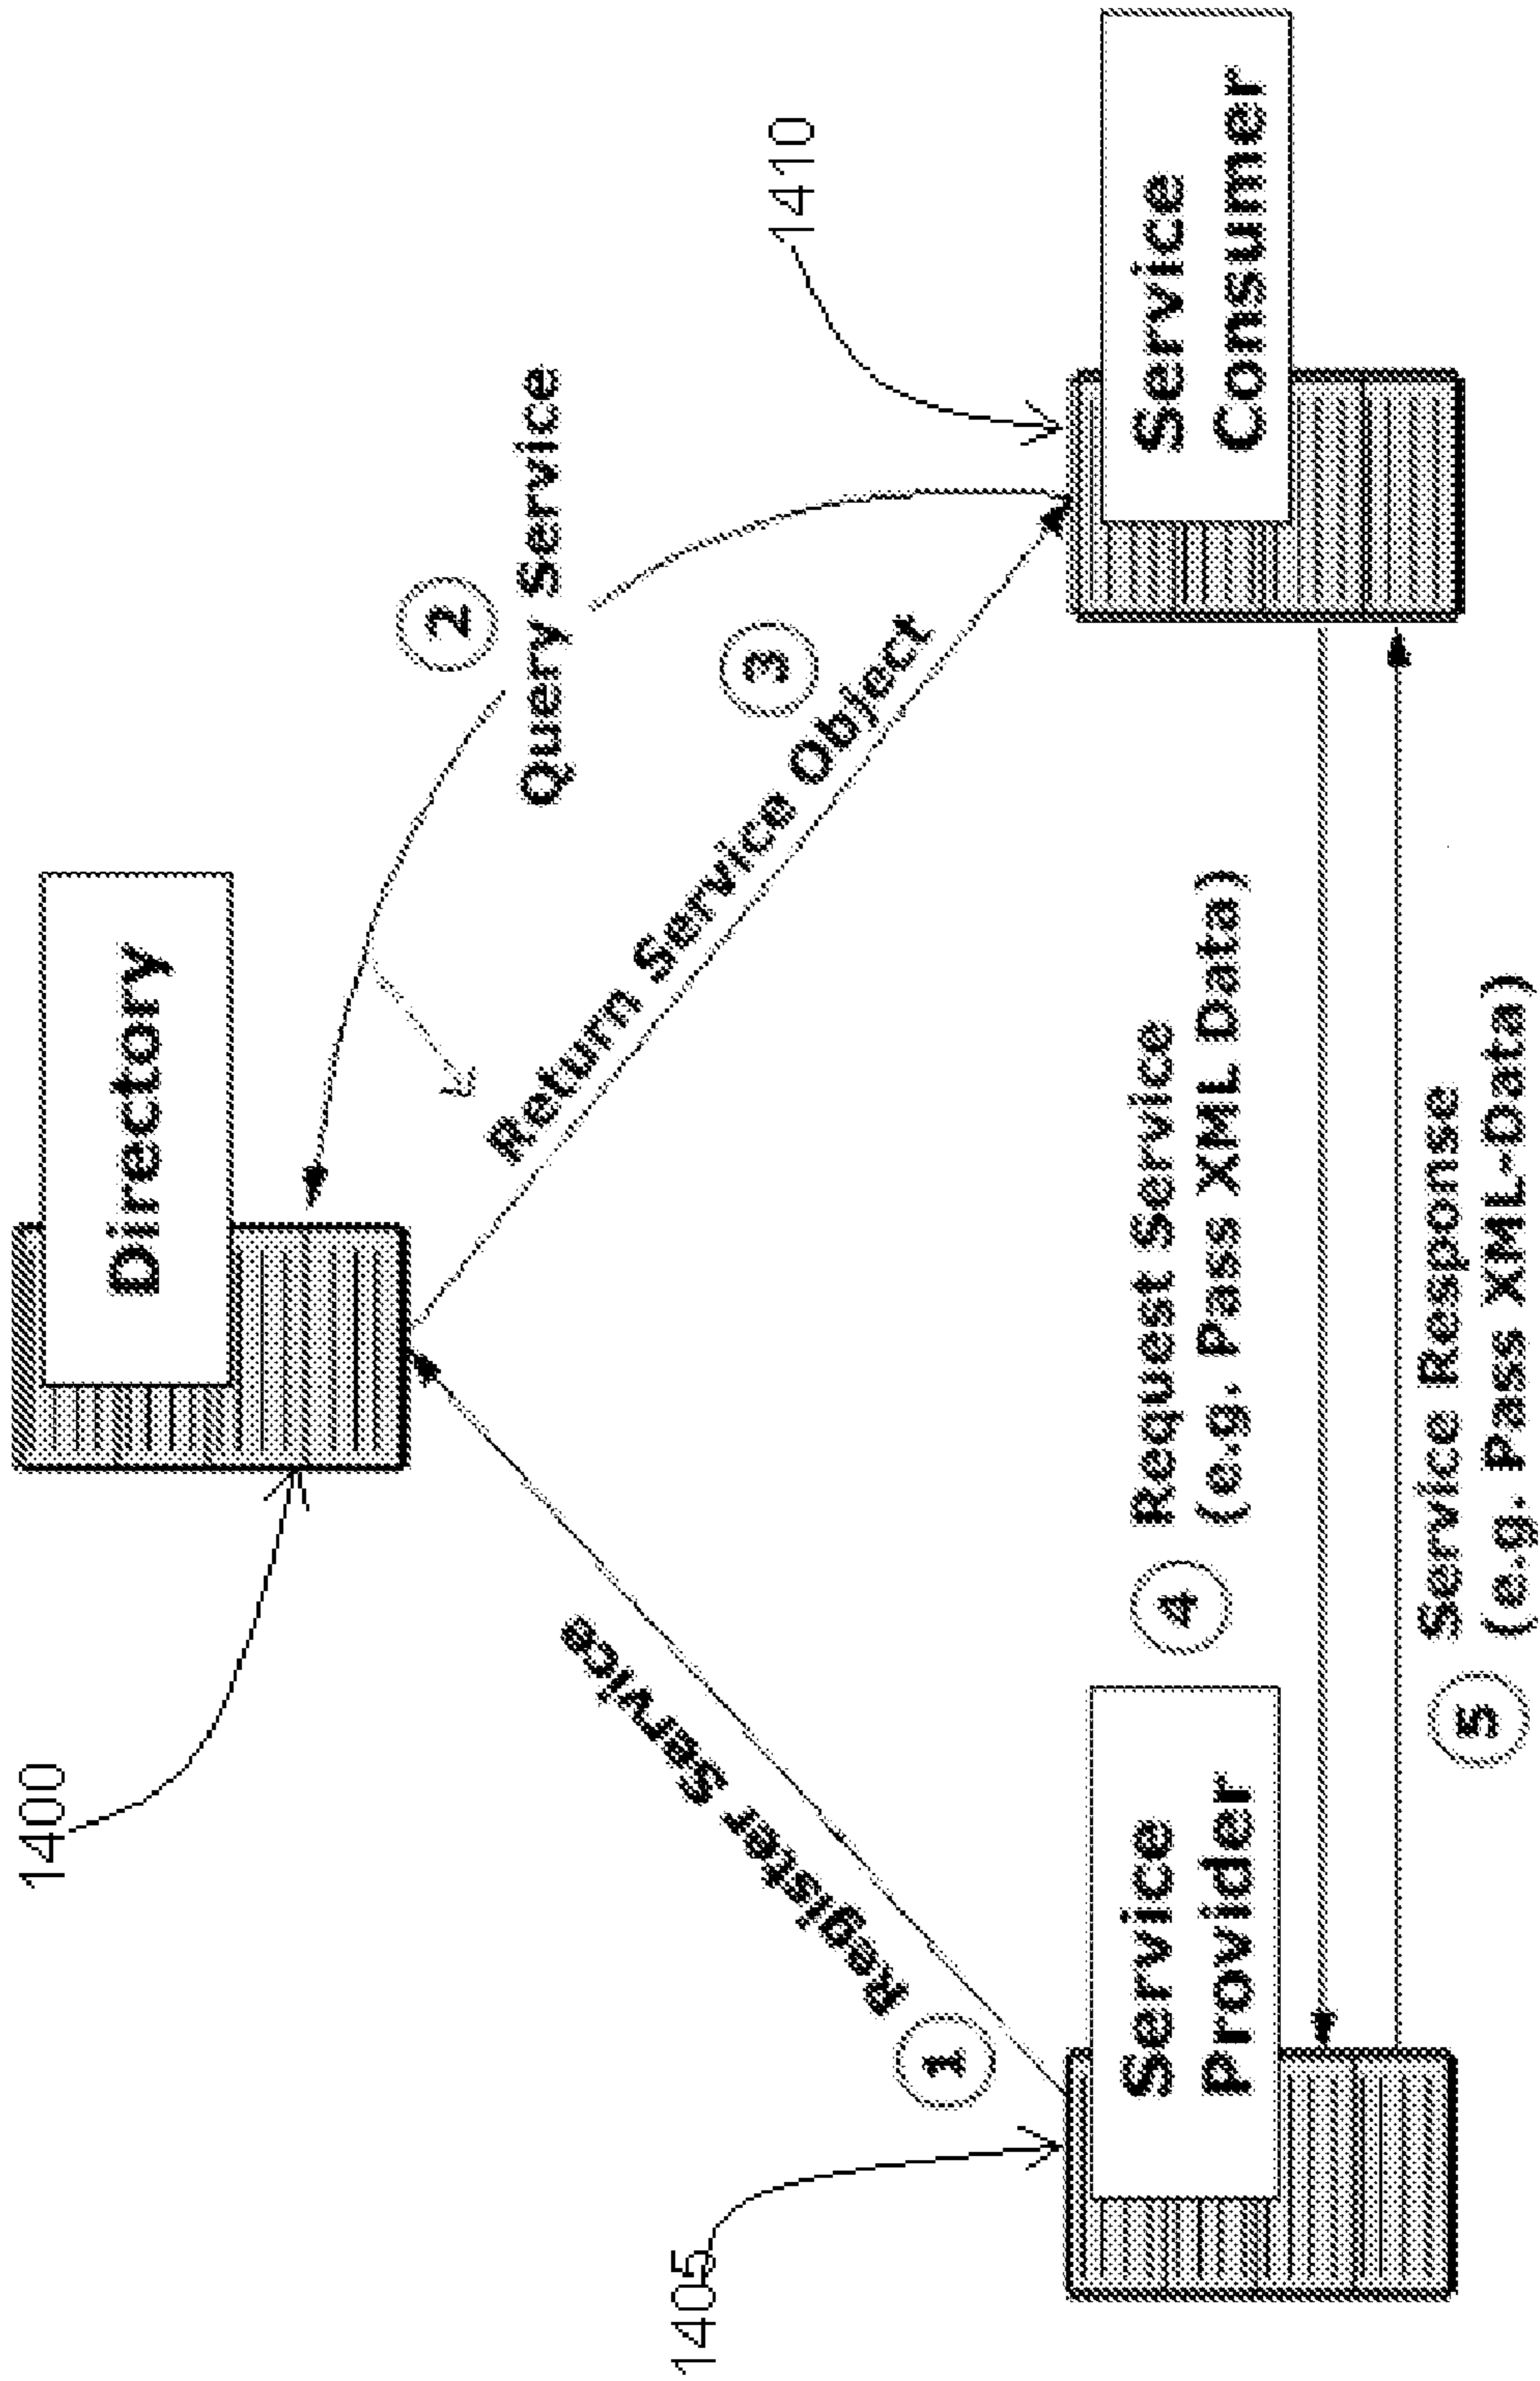 1400
Directory
1405
1
Register Service
2
Query Service
3
Return Service Object
1410
Service
Provider
4
Request Service
(e.g. Pass XML Data)
Service
Consumer
5
Service Response
(e.g. Pass XML-Data)